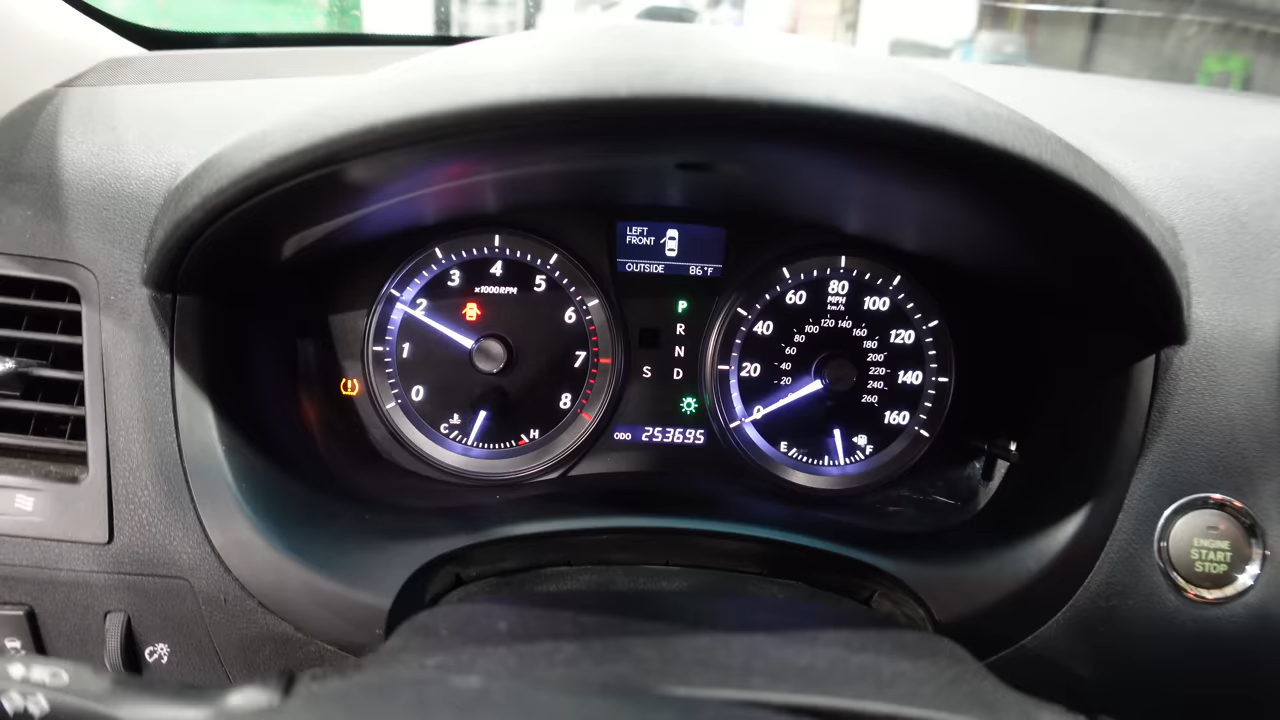 LEFT
FRONT
OUTSIDE 86°F
0
1
2
3
4
5
6
7
8
x1000RPM
C
H
P
R
N
S D
ODO 253695
0
20
40
60
80
100
120
140
160
MPH
km/h
20
40
60
80
100
120
140
160
180
200
220
240
260
E
F
ENGINE
START
STOP